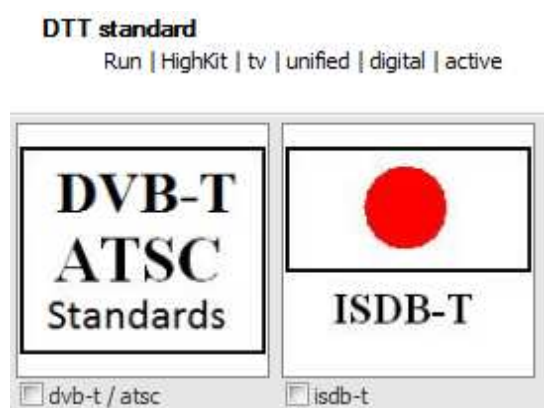 DTT standard
Run | HighKit | tv | unified | digital | active
DVB-T
ATSC
Standards
ISDB-T
dvb-t / atsc
isdb-t